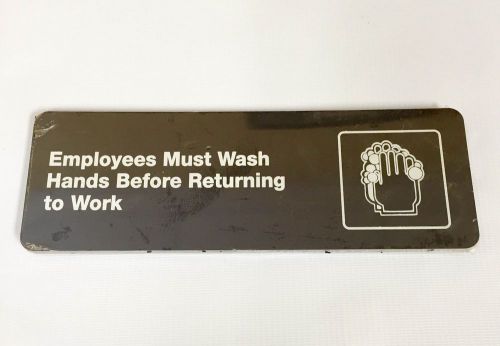 Employees Must Wash
Hands Before Returning
to Work